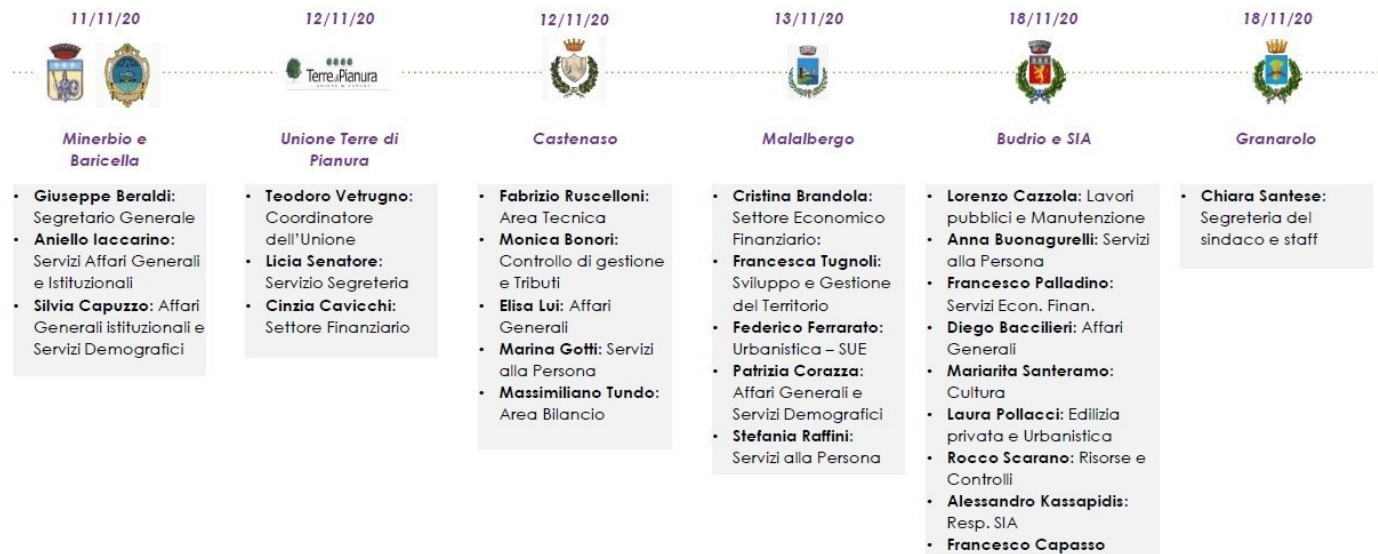 11/11/20
12/11/20
12/11/20
13/11/20
18/11/20
18/11/20
Terre di Pianura
UNIONE DI COMUNI
Minerbio e
Baricella
Unione Terre di
Pianura
Castenaso
Malalbergo
Budrio e SIA
Granarolo
• Giuseppe Beraldi:
Segretario Generale
• Aniello Iaccarino:
Servizi Affari Generali
e Istituzionali
• Silvia Capuzzo: Affari
Generali istituzionali e
Servizi Demografici
• Teodoro Vetrugno:
Coordinatore
dell'Unione
• Licia Senatore:
Servizio Segreteria
• Cinzia Cavicchi:
Settore Finanziario
• Fabrizio Ruscelloni:
Area Tecnica
• Monica Bonori:
Controllo di gestione
e Tributi
• Elisa Lui: Affari
Generali
• Marina Gotti: Servizi
alla Persona
• Massimiliano Tundo:
Area Bilancio
• Cristina Brandola:
Settore Economico
Finanziario:
• Francesca Tugnoli:
Sviluppo e Gestione
del Territorio
• Federico Ferrarato:
Urbanistica – SUE
• Patrizia Corazza:
Affari Generali e
Servizi Demografici
• Stefania Raffini:
Servizi alla Persona
• Lorenzo Cazzola: Lavori
pubblici e Manutenzione
• Anna Buonagurelli: Servizi
alla Persona
• Francesco Palladino:
Servizi Econ. Finan.
• Diego Baccilieri: Affari
Generali
• Mariarita Santeramo:
Cultura
• Laura Pollacci: Edilizia
privata e Urbanistica
• Rocco Scarano: Risorse e
Controlli
• Alessandro Kassapidis:
Resp. SIA
• Francesco Capasso
• Chiara Santese:
Segreteria del
sindaco e staff